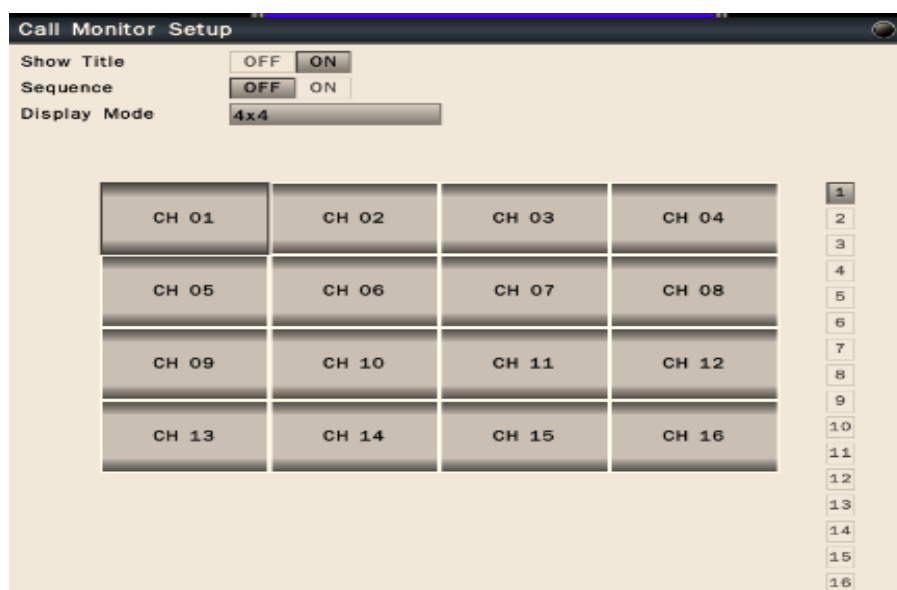 Call Monitor Setup
Show Title OFF ON
Sequence OFF ON
Display Mode 4x4
CH 01 CH 02 CH 03 CH 04
CH 05 CH 06 CH 07 CH 08
CH 09 CH 10 CH 11 CH 12
CH 13 CH 14 CH 15 CH 16
1
2
3
4
5
6
7
8
9
10
11
12
13
14
15
16